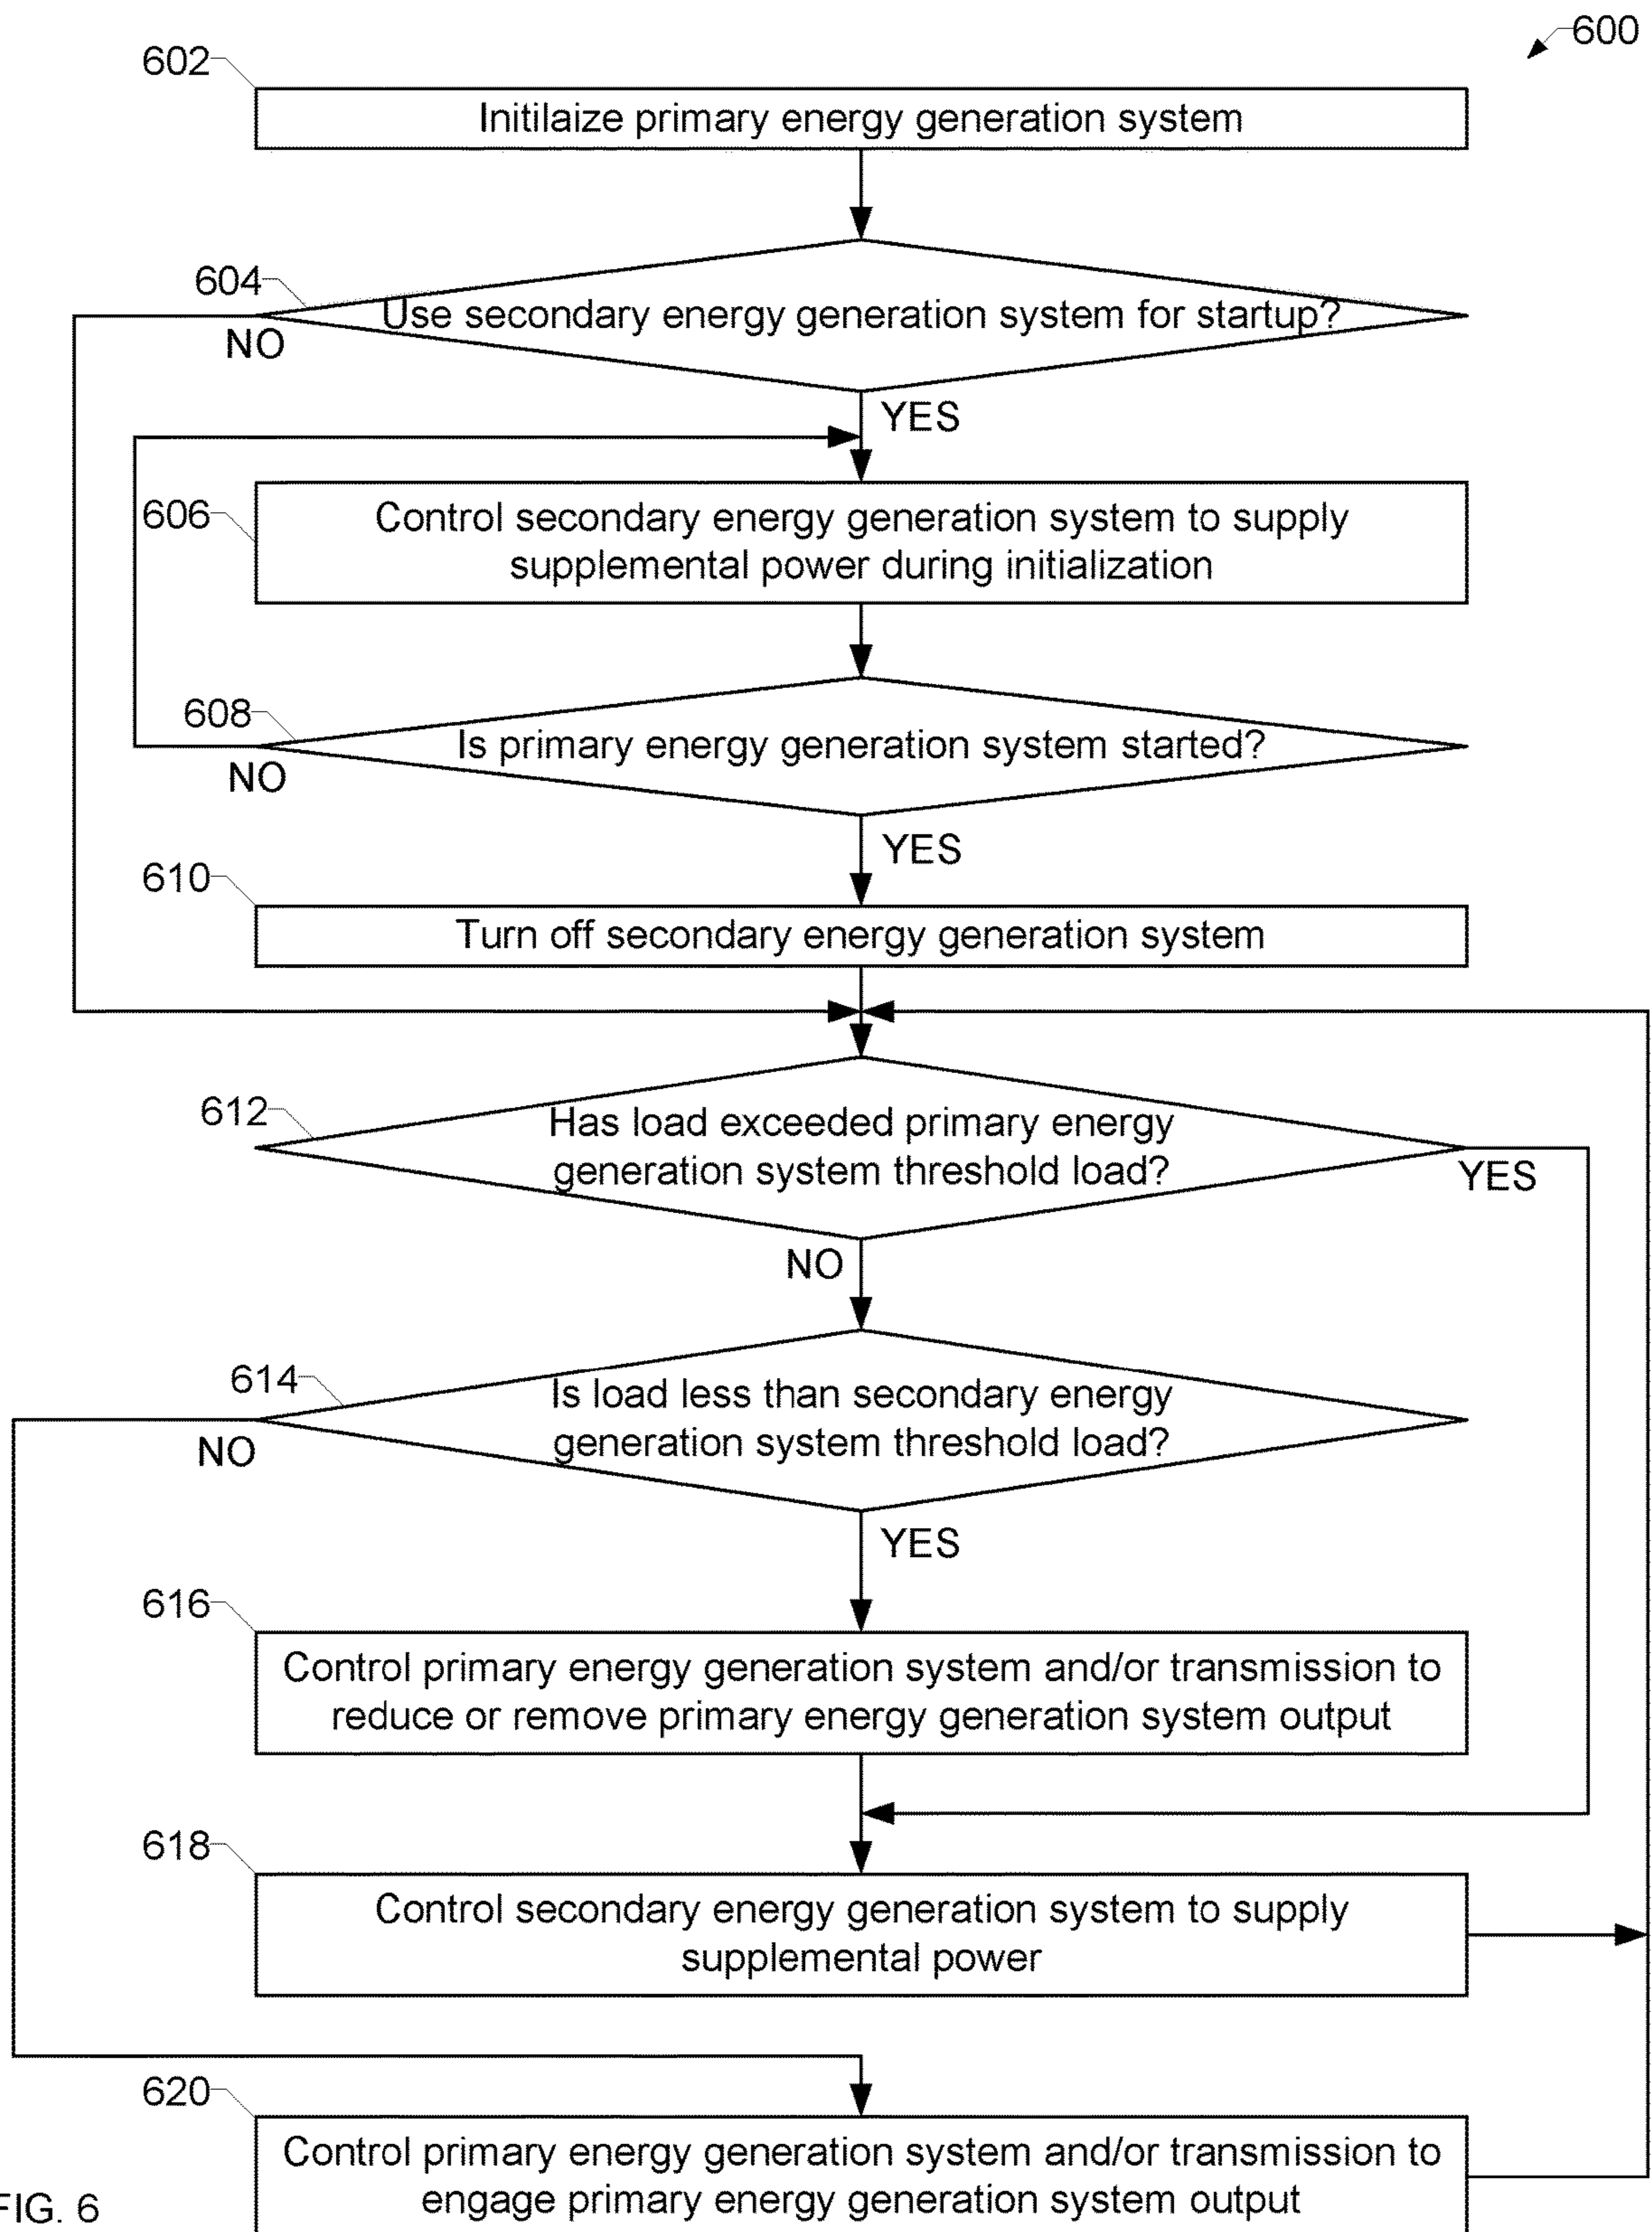 600
602
Initilaize primary energy generation system
604
Use secondary energy generation system for startup?
NO
YES
606
Control secondary energy generation system to supply
supplemental power during initialization
608
Is primary energy generation system started?
NO
YES
610
Turn off secondary energy generation system
612
Has load exceeded primary energy
generation system threshold load?
YES
NO
614
Is load less than secondary energy
generation system threshold load?
NO
YES
616
Control primary energy generation system and/or transmission to
reduce or remove primary energy generation system output
618
Control secondary energy generation system to supply
supplemental power
620
Control primary energy generation system and/or transmission to
engage primary energy generation system output
FIG. 6